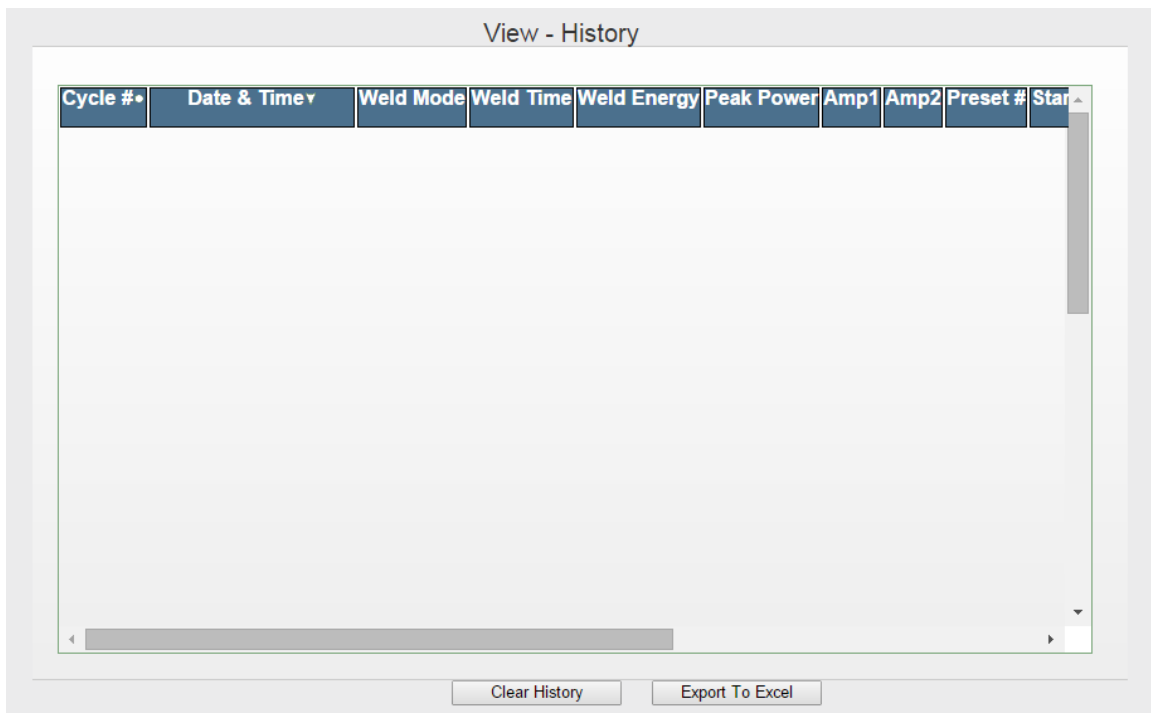 View - History
Cycle #• Date & Time▾ Weld Mode Weld Time Weld Energy Peak Power Amp1 Amp2 Preset # Star
Clear History Export To Excel